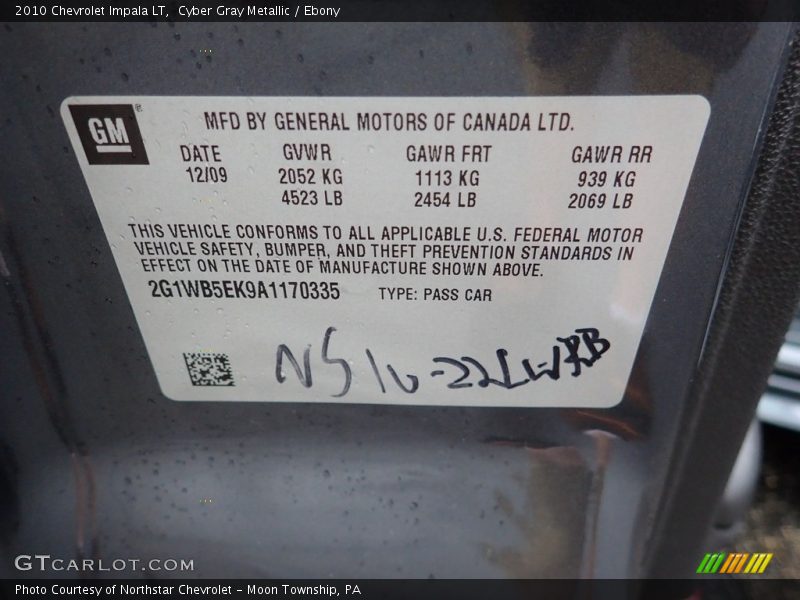 2010 Chevrolet Impala LT, Cyber Gray Metallic / Ebony
GM
MFD BY GENERAL MOTORS OF CANADA LTD.
DATE GVWR GAWR FRT GAWR RR
12/09 2052 KG 1113 KG 939 KG
4523 LB 2454 LB 2069 LB
THIS VEHICLE CONFORMS TO ALL APPLICABLE U.S. FEDERAL MOTOR
VEHICLE SAFETY, BUMPER, AND THEFT PREVENTION STANDARDS IN
EFFECT ON THE DATE OF MANUFACTURE SHOWN ABOVE.
2G1WB5EK9A1170335 TYPE: PASS CAR
GTCARLOT.COM
Photo Courtesy of Northstar Chevrolet - Moon Township, PA